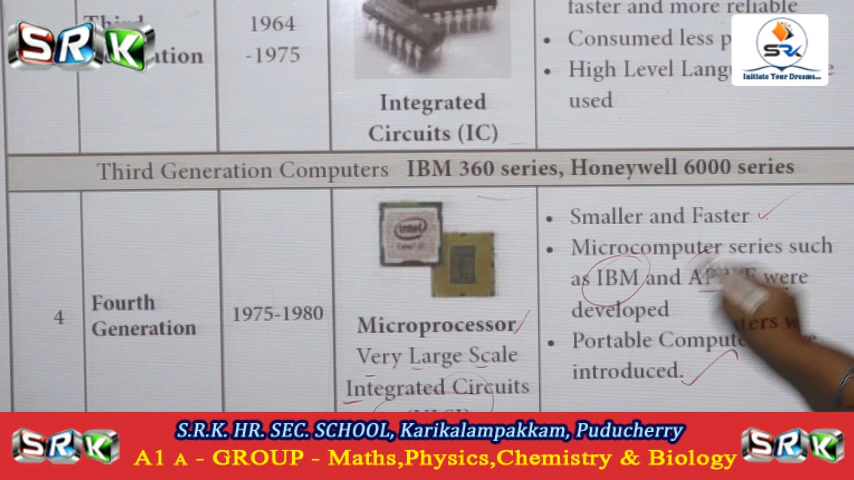 SRK
Third
1964
-1975
faster and more reliable
• Consumed less
• High Level
used
SRK
Initiate Your Dreams...
Integrated
Circuits (IC)
Third Generation Computers IBM 360 series, Honeywell 6000 series
4
Fourth
Generation
1975-1980
intel
Microprocessor
Very Large Scale
Integrated Circuits
• Smaller and Faster
• Microcomputer series such
as IBM and were
developed
• Portable
introduced.
SRK
S.R.K. HR. SEC. SCHOOL, Karikalampakkam, Puducherry
A1 A - GROUP - Maths,Physics,Chemistry & Biology
SRK